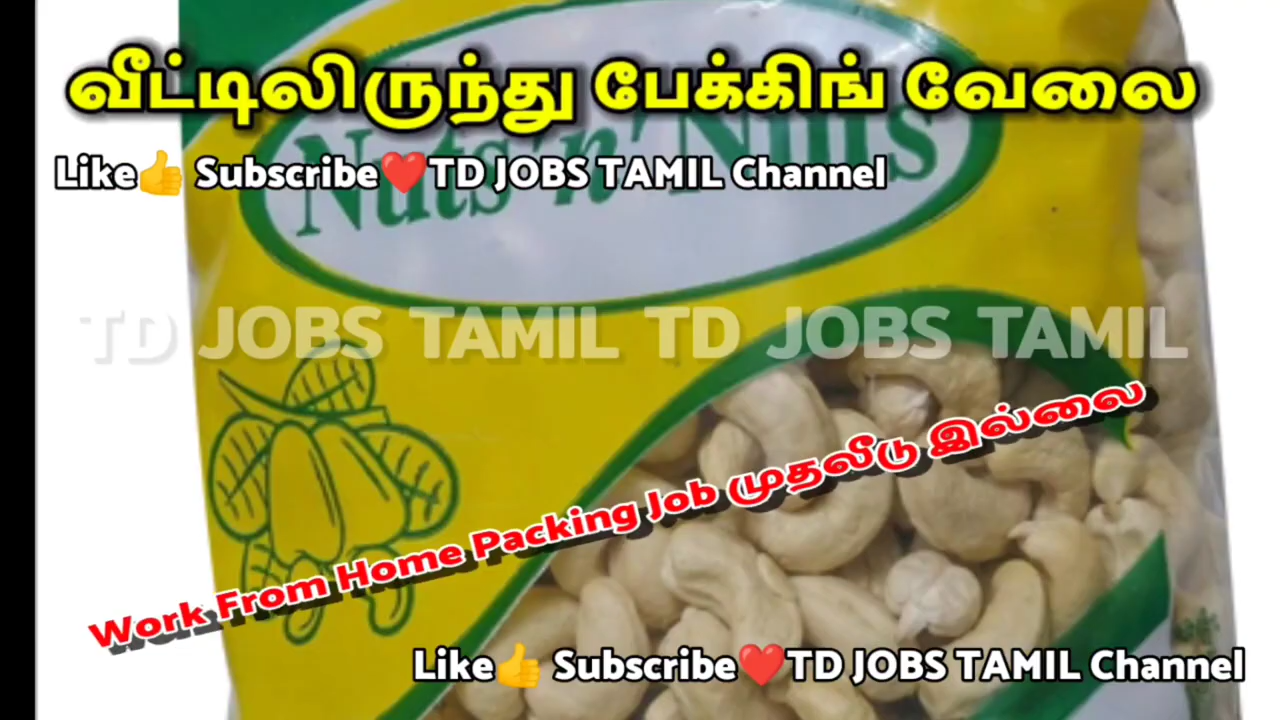 வீட்டிலிருந்து பேக்கிங் வேலை
Nuts 'n' Nuts
Like👍 Subscribe❤️TD JOBS TAMIL Channel
TD JOBS TAMIL TD JOBS TAMIL
Work From Home Packing Job முதலீடு இல்லை
Like👍 Subscribe❤️TD JOBS TAMIL Channel